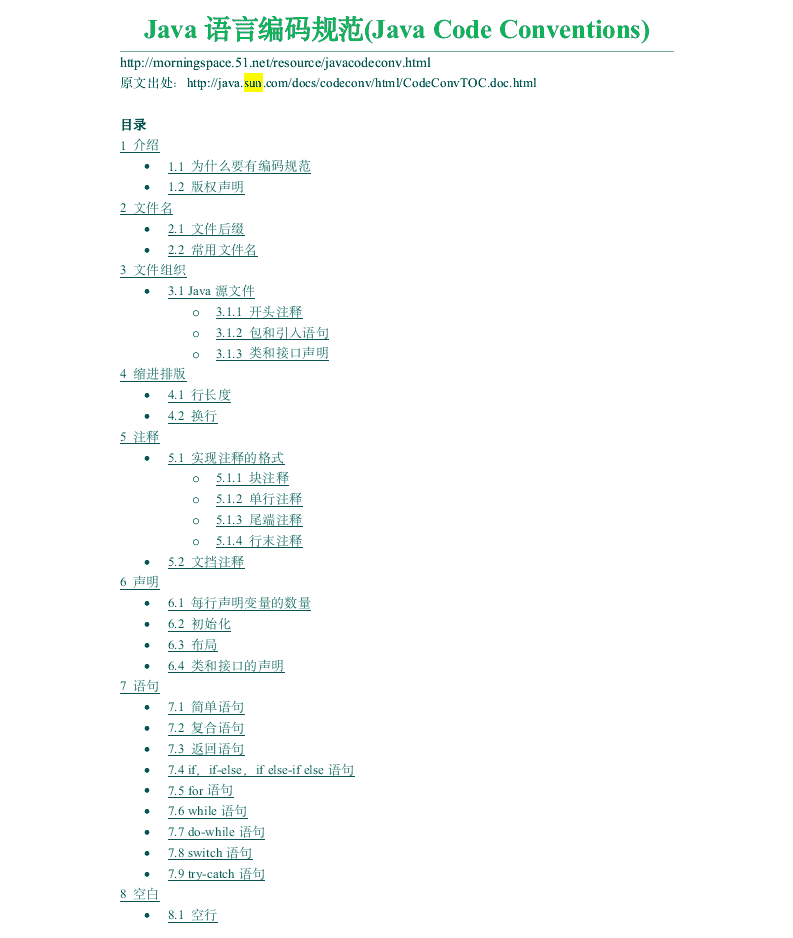 Java 语言编码规范(Java Code Conventions)
http://morningspace.51.net/resource/javacodeconv.html
原文出处：http://java.sun.com/docs/codeconv/html/CodeConvTOC.doc.html
目录
1 介绍
• 1.1 为什么要有编码规范
• 1.2 版权声明
2 文件名
• 2.1 文件后缀
• 2.2 常用文件名
3 文件组织
• 3.1 Java 源文件
o 3.1.1 开头注释
o 3.1.2 包和引入语句
o 3.1.3 类和接口声明
4 缩进排版
• 4.1 行长度
• 4.2 换行
5 注释
• 5.1 实现注释的格式
o 5.1.1 块注释
o 5.1.2 单行注释
o 5.1.3 尾端注释
o 5.1.4 行末注释
• 5.2 文挡注释
6 声明
• 6.1 每行声明变量的数量
• 6.2 初始化
• 6.3 布局
• 6.4 类和接口的声明
7 语句
• 7.1 简单语句
• 7.2 复合语句
• 7.3 返回语句
• 7.4 if，if-else，if else-if else 语句
• 7.5 for 语句
• 7.6 while 语句
• 7.7 do-while 语句
• 7.8 switch 语句
• 7.9 try-catch 语句
8 空白
• 8.1 空行